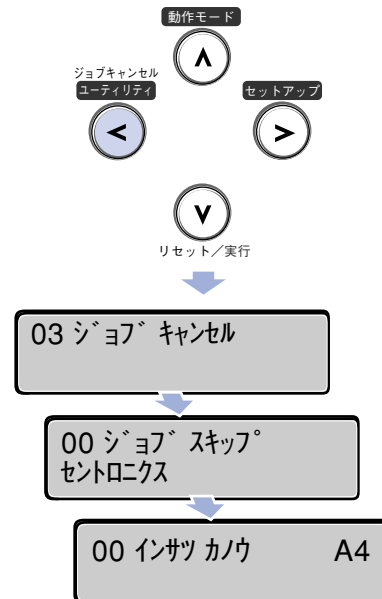 動作モード
ジョブキャンセル
ユーティリティ
セットアップ
リセット／実行
03 ｼﾞｮﾌﾞ ｷｬﾝｾﾙ
00 ｼﾞｮﾌﾞ ｽｷｯﾌﾟ
ｾﾝﾄﾛﾆｸｽ
00 ｲﾝｻﾂ ｶﾉｳ A4